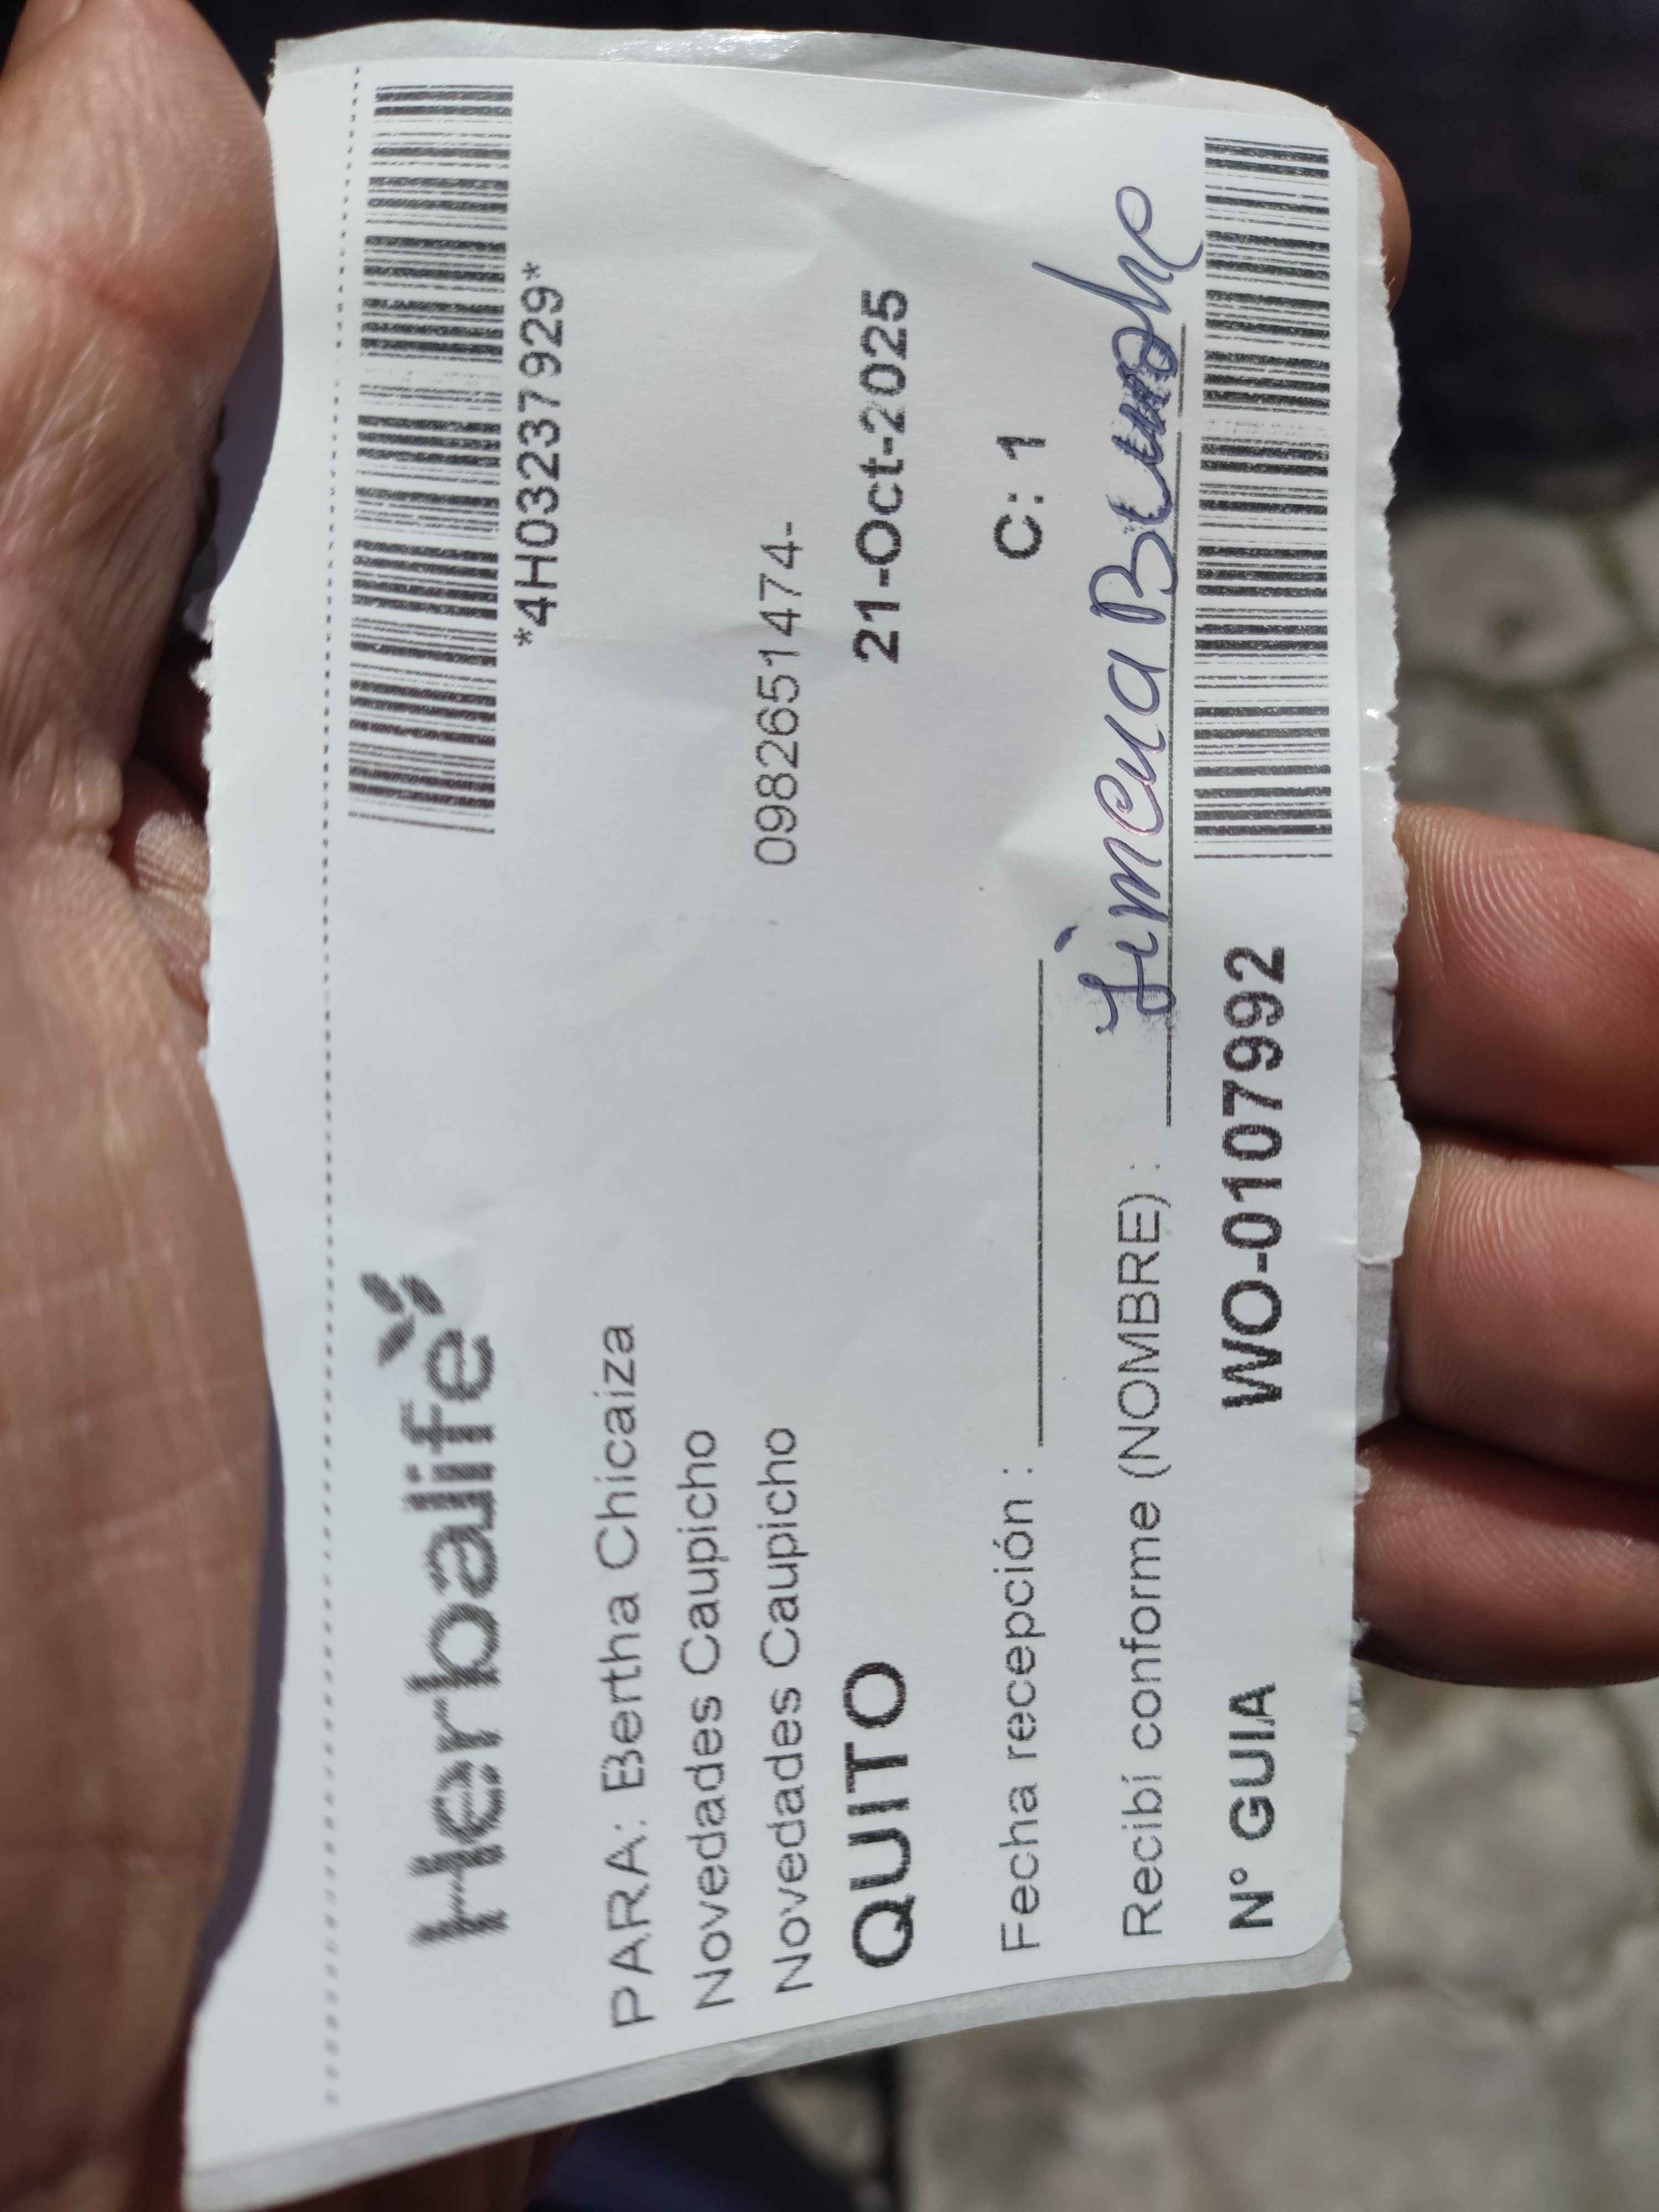 Herbalife
*4H03237929*
PARA: Bertha Chicaiza
Novedades Caupicho
Novedades Caupicho 0982651474-
QUITO 21-Oct-2025
Fecha recepción : C: 1
Recibí conforme (NOMBRE) : Jimena
N° GUIA WO-0107992